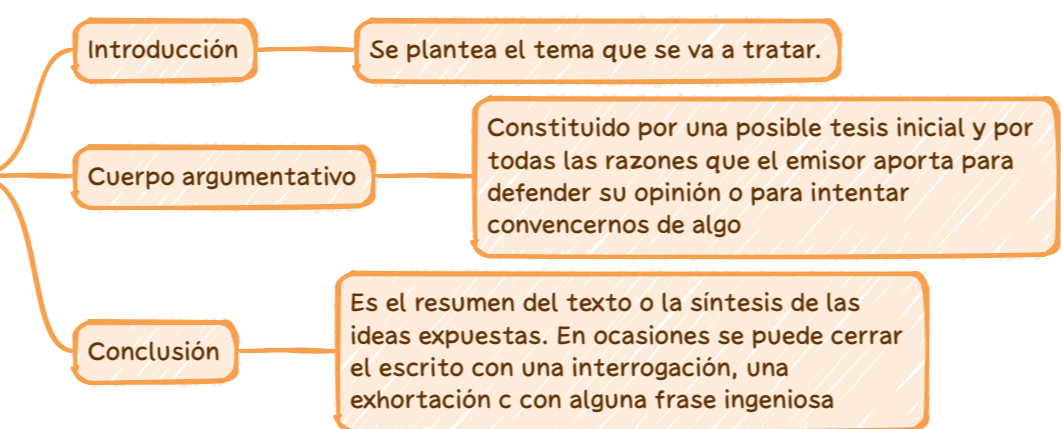 Introducción
Se plantea el tema que se va a tratar.
Cuerpo argumentativo
Constituido por una posible tesis inicial y por
todas las razones que el emisor aporta para
defender su opinión o para intentar
convencernos de algo
Conclusión
Es el resumen del texto o la síntesis de las
ideas expuestas. En ocasiones se puede cerrar
el escrito con una interrogación, una
exhortación c con alguna frase ingeniosa